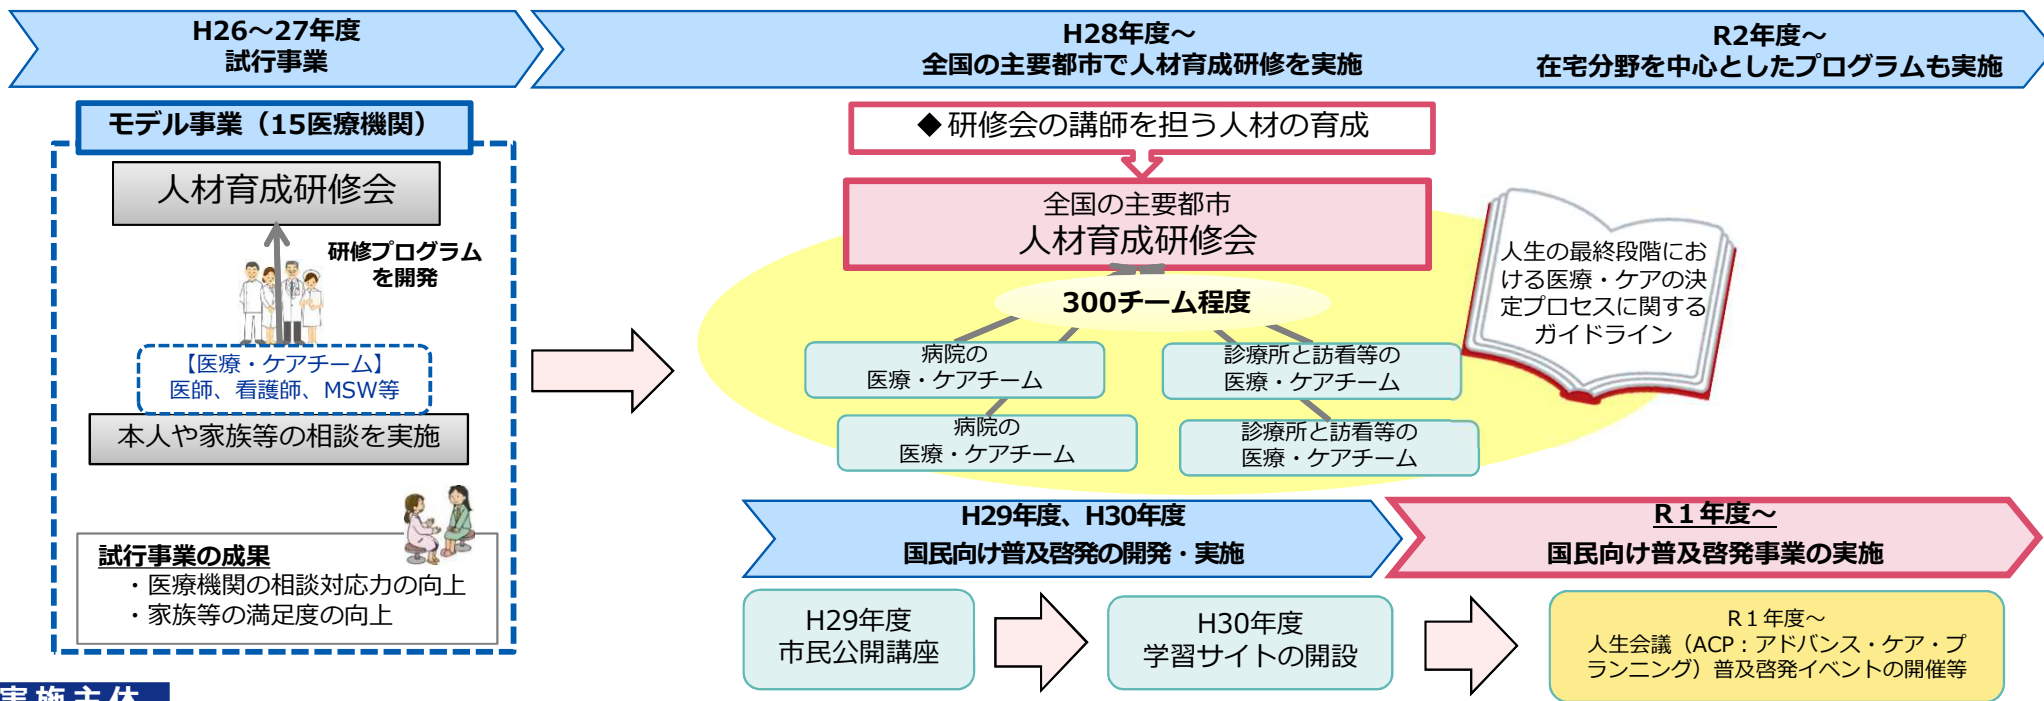 H26～27年度
試行事業
H28年度～
全国の主要都市で人材育成研修を実施
R2年度～
在宅分野を中心としたプログラムも実施
モデル事業（15医療機関）
人材育成研修会
研修プログラム
を開発
【医療・ケアチーム】
医師、看護師、MSW等
本人や家族等の相談を実施
試行事業の成果
・医療機関の相談対応力の向上
・家族等の満足度の向上
◆研修会の講師を担う人材の育成
全国の主要都市
人材育成研修会
300チーム程度
病院の
医療・ケアチーム
診療所と訪看等の
医療・ケアチーム
病院の
医療・ケアチーム
診療所と訪看等の
医療・ケアチーム
人生の最終段階にお
ける医療・ケアの決
定プロセスに関する
ガイドライン
H29年度、H30年度
国民向け普及啓発の開発・実施
R１年度～
国民向け普及啓発事業の実施
H29年度
市民公開講座
H30年度
学習サイトの開設
R１年度～
人生会議（ACP：アドバンス・ケア・プ
ランニング）普及啓発イベントの開催等
実施主体